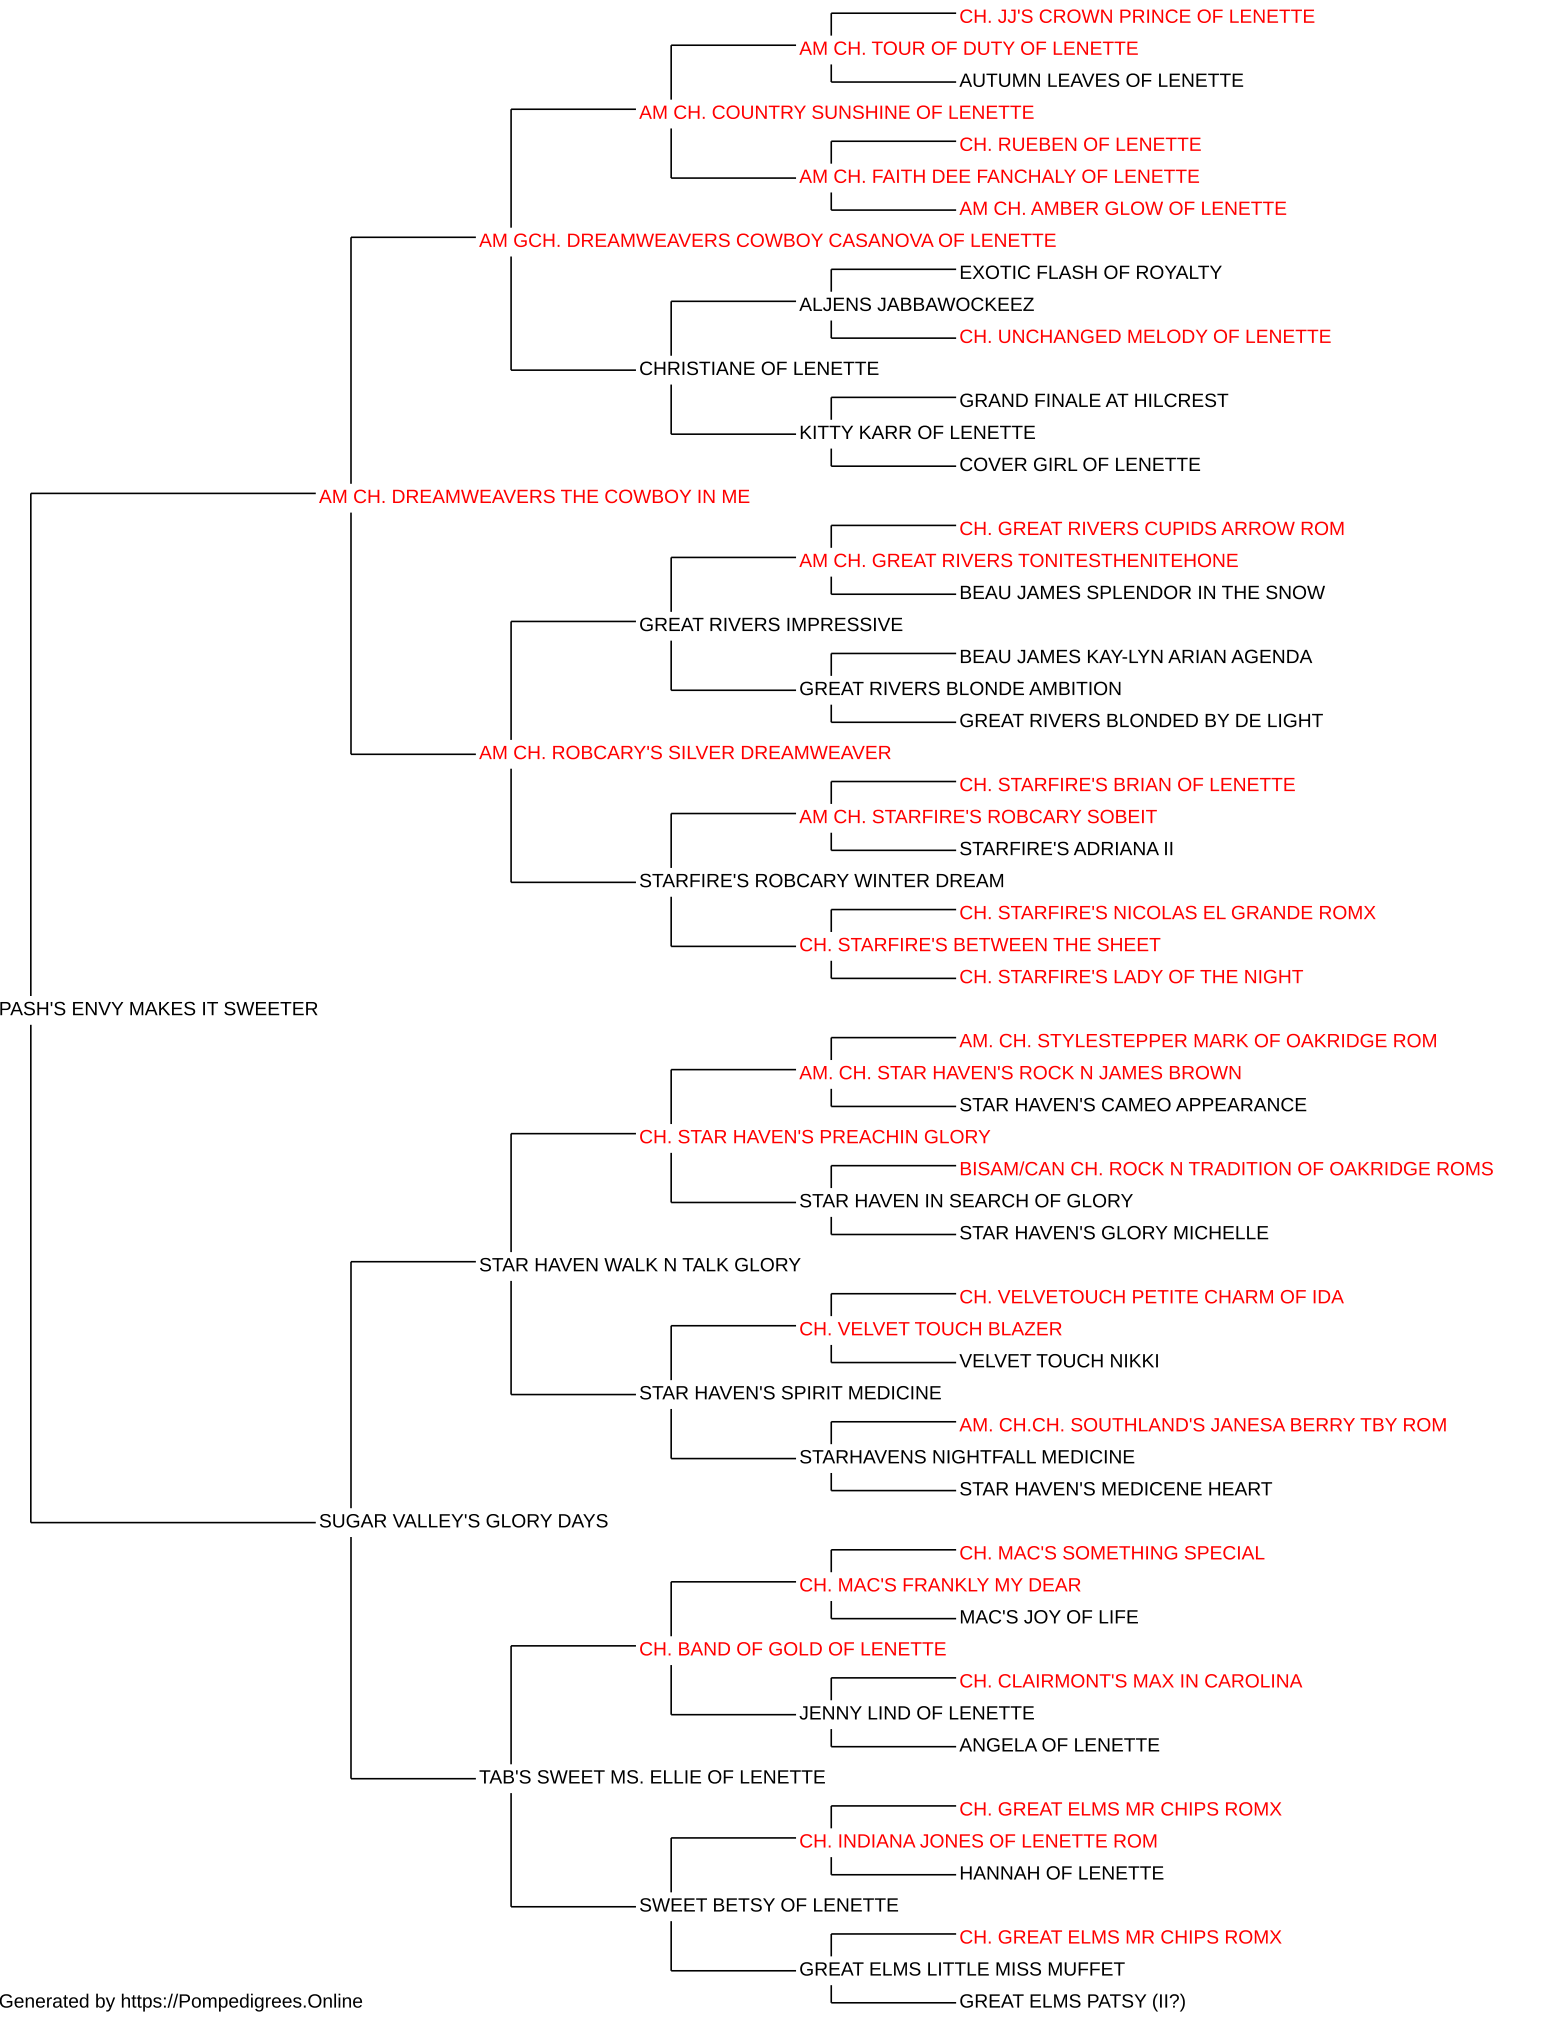 CH. JJ'S CROWN PRINCE OF LENETTE
AM CH. TOUR OF DUTY OF LENETTE
AUTUMN LEAVES OF LENETTE
AM CH. COUNTRY SUNSHINE OF LENETTE
CH. RUEBEN OF LENETTE
AM CH. FAITH DEE FANCHALY OF LENETTE
AM CH. AMBER GLOW OF LENETTE
AM GCH. DREAMWEAVERS COWBOY CASANOVA OF LENETTE
EXOTIC FLASH OF ROYALTY
ALJENS JABBAWOCKEEZ
CH. UNCHANGED MELODY OF LENETTE
CHRISTIANE OF LENETTE
GRAND FINALE AT HILCREST
KITTY KARR OF LENETTE
COVER GIRL OF LENETTE
AM CH. DREAMWEAVERS THE COWBOY IN ME
CH. GREAT RIVERS CUPIDS ARROW ROM
AM CH. GREAT RIVERS TONITESTHENITEHONE
BEAU JAMES SPLENDOR IN THE SNOW
GREAT RIVERS IMPRESSIVE
BEAU JAMES KAY-LYN ARIAN AGENDA
GREAT RIVERS BLONDE AMBITION
GREAT RIVERS BLONDED BY DE LIGHT
AM CH. ROBCARY'S SILVER DREAMWEAVER
CH. STARFIRE'S BRIAN OF LENETTE
AM CH. STARFIRE'S ROBCARY SOBEIT
STARFIRE'S ADRIANA II
STARFIRE'S ROBCARY WINTER DREAM
CH. STARFIRE'S NICOLAS EL GRANDE ROMX
CH. STARFIRE'S BETWEEN THE SHEET
CH. STARFIRE'S LADY OF THE NIGHT
PASH'S ENVY MAKES IT SWEETER
AM. CH. STYLESTEPPER MARK OF OAKRIDGE ROM
AM. CH. STAR HAVEN'S ROCK N JAMES BROWN
STAR HAVEN'S CAMEO APPEARANCE
CH. STAR HAVEN'S PREACHIN GLORY
BISAM/CAN CH. ROCK N TRADITION OF OAKRIDGE ROMS
STAR HAVEN IN SEARCH OF GLORY
STAR HAVEN'S GLORY MICHELLE
STAR HAVEN WALK N TALK GLORY
CH. VELVETOUCH PETITE CHARM OF IDA
CH. VELVET TOUCH BLAZER
VELVET TOUCH NIKKI
STAR HAVEN'S SPIRIT MEDICINE
AM. CH.CH. SOUTHLAND'S JANESA BERRY TBY ROM
STARHAVENS NIGHTFALL MEDICINE
STAR HAVEN'S MEDICENE HEART
SUGAR VALLEY'S GLORY DAYS
CH. MAC'S SOMETHING SPECIAL
CH. MAC'S FRANKLY MY DEAR
MAC'S JOY OF LIFE
CH. BAND OF GOLD OF LENETTE
CH. CLAIRMONT'S MAX IN CAROLINA
JENNY LIND OF LENETTE
ANGELA OF LENETTE
TAB'S SWEET MS. ELLIE OF LENETTE
CH. GREAT ELMS MR CHIPS ROMX
CH. INDIANA JONES OF LENETTE ROM
HANNAH OF LENETTE
SWEET BETSY OF LENETTE
CH. GREAT ELMS MR CHIPS ROMX
GREAT ELMS LITTLE MISS MUFFET
GREAT ELMS PATSY (II?)
Generated by https://Pompedigrees.Online